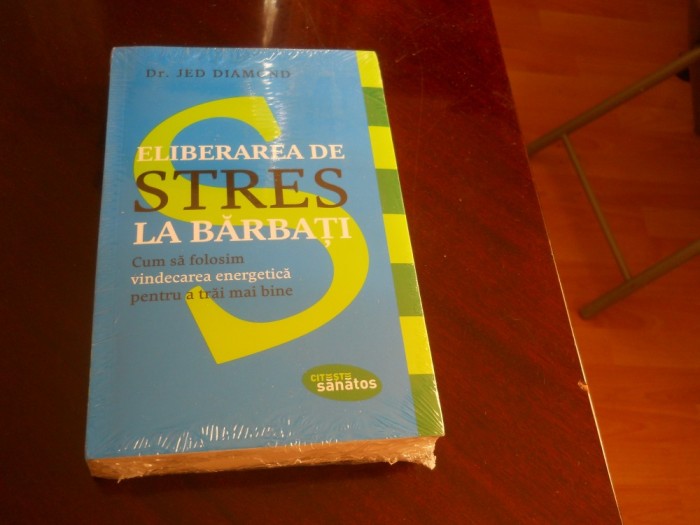 Dr. JED DIAMOND
ELIBERAREA DE
STRES
LA BĂRBAȚI
Cum să folosim
vindecarea energetică
pentru a trăi mai bine
CITEȘTE
sănătos